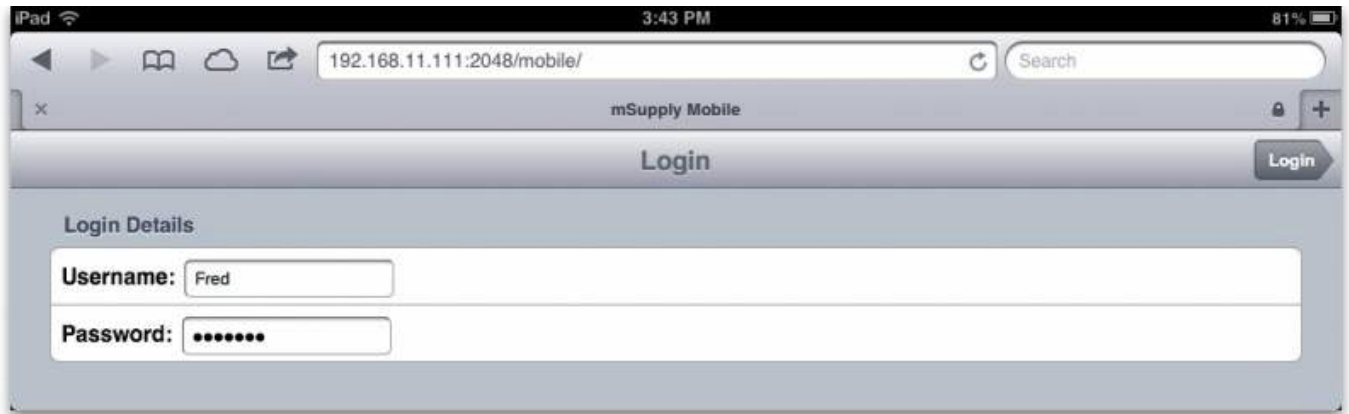 iPad 3:43 PM 81%
192.168.11.111:2048/mobile/ Search
mSupply Mobile
Login Login
Login Details
Username: Fred
Password: •••••••